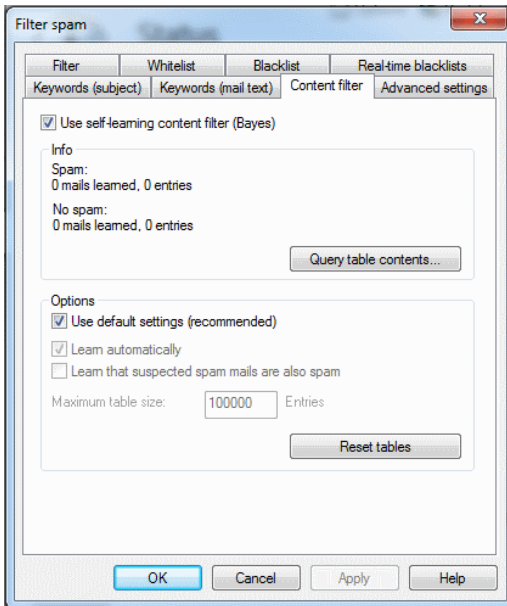 Filter spam
Filter Whitelist Blacklist Real-time blacklists
Keywords (subject) Keywords (mail text) Content filter Advanced settings
Use self-learning content filter (Bayes)
Info
Spam:
0 mails learned, 0 entries
No spam:
0 mails learned, 0 entries
Query table contents...
Options
Use default settings (recommended)
Learn automatically
Learn that suspected spam mails are also spam
Maximum table size: 100000 Entries
Reset tables
OK Cancel Apply Help